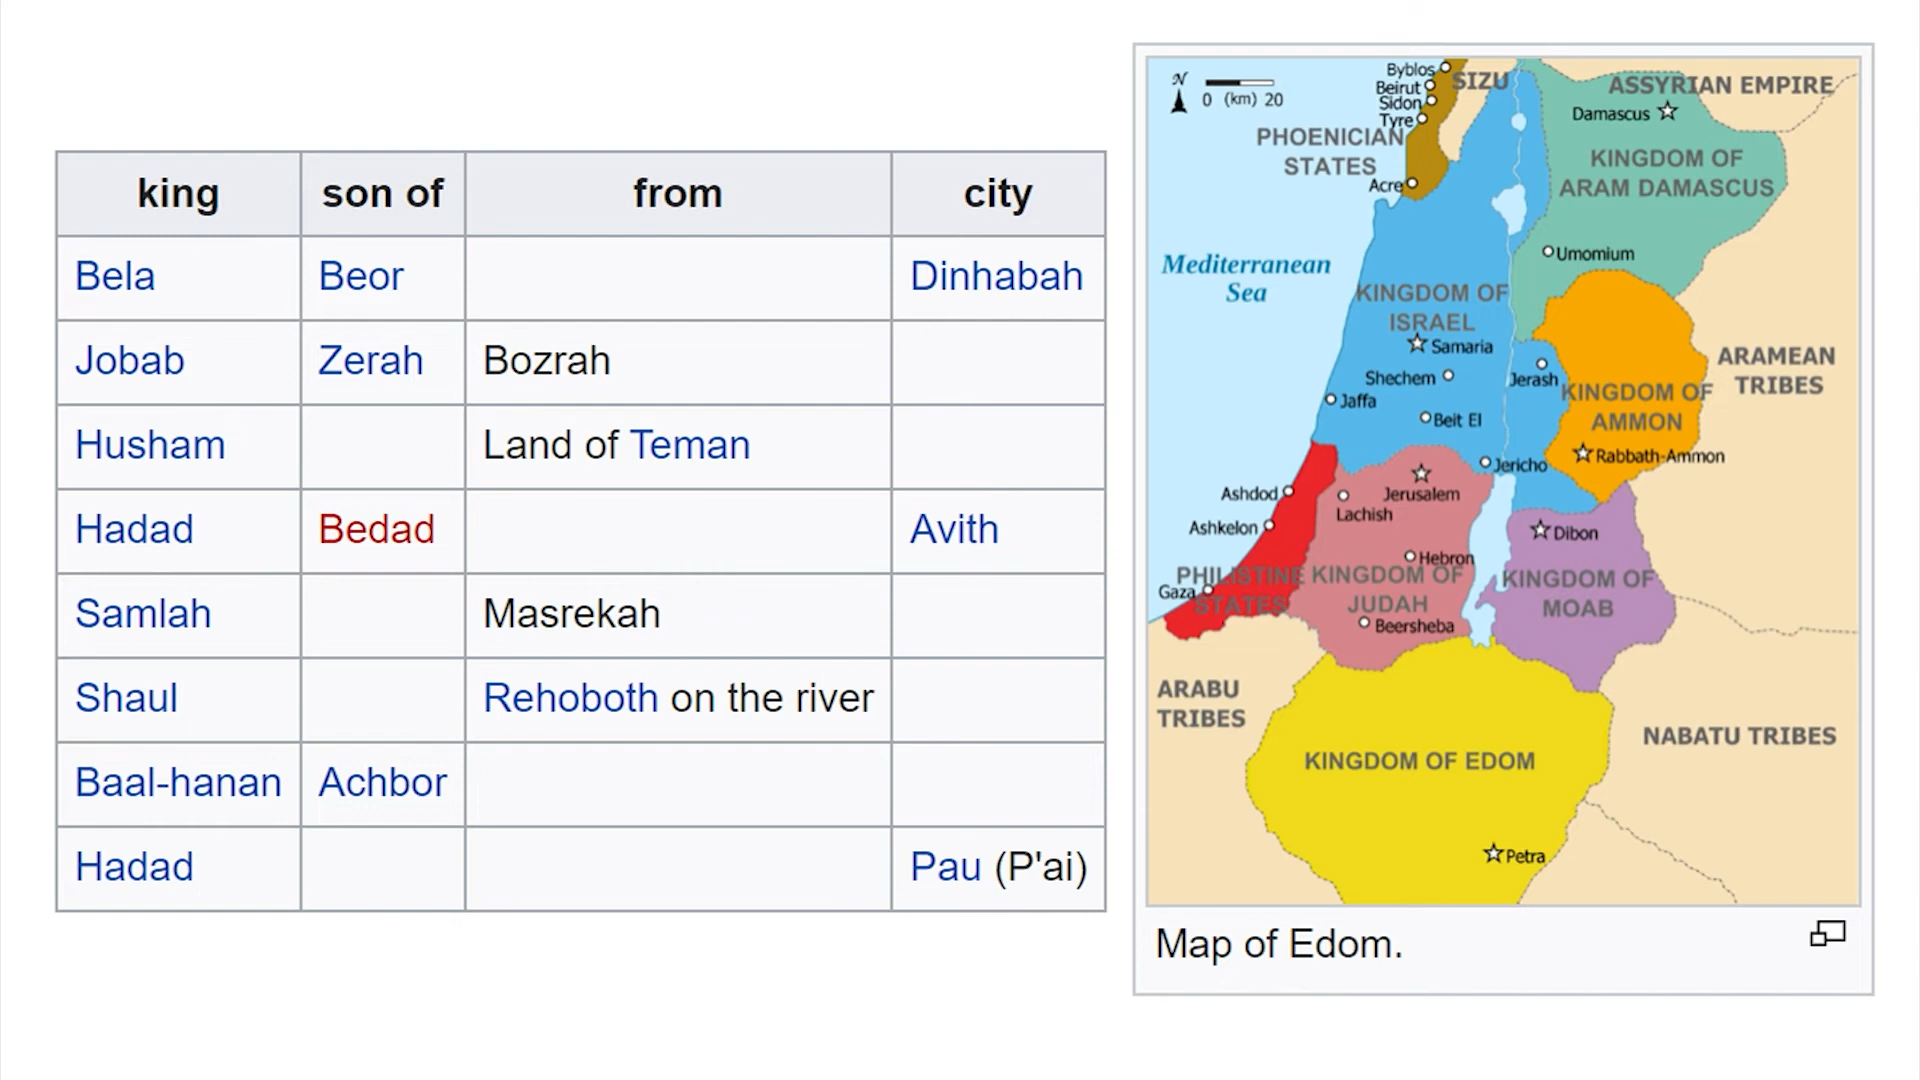 king son of from city
Bela Beor Dinhabah
Jobab Zerah Bozrah
Husham Land of Teman
Hadad Bedad Avith
Samlah Masrekah
Shaul Rehoboth on the river
Baal-hanan Achbor
Hadad Pau (P'ai)
N
0 (km) 20
Byblos
Beirut
Sidon
Tyre
SIZU
ASSYRIAN EMPIRE
Damascus
PHOENICIAN
STATES
KINGDOM OF
ARAM DAMASCUS
Acre
Umomium
Mediterranean
Sea
KINGDOM OF
ISRAEL
Samaria
Shechem
Jerash
ARAMEAN
TRIBES
KINGDOM OF
AMMON
Jaffa
Beit El
Rabbath-Ammon
Jericho
Ashdod
Jerusalem
Lachish
Ashkelon
Dibon
Hebron
PHILISTINE
STATES
Gaza
KINGDOM OF
JUDAH
KINGDOM OF
MOAB
Beersheba
ARABU
TRIBES
NABATU TRIBES
KINGDOM OF EDOM
Petra
Map of Edom.